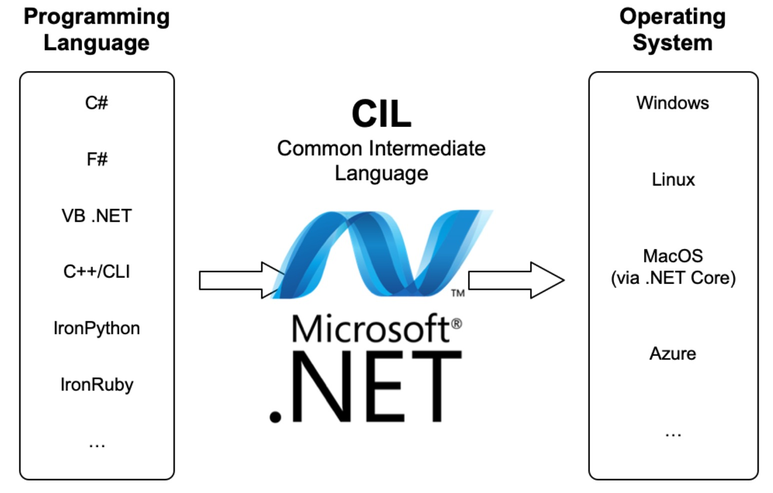 Programming
Language
C#
F#
VB .NET
C++/CLI
IronPython
IronRuby
...
CIL
Common Intermediate
Language
TM
Microsoft®
.NET
Operating
System
Windows
Linux
MacOS
(via .NET Core)
Azure
...